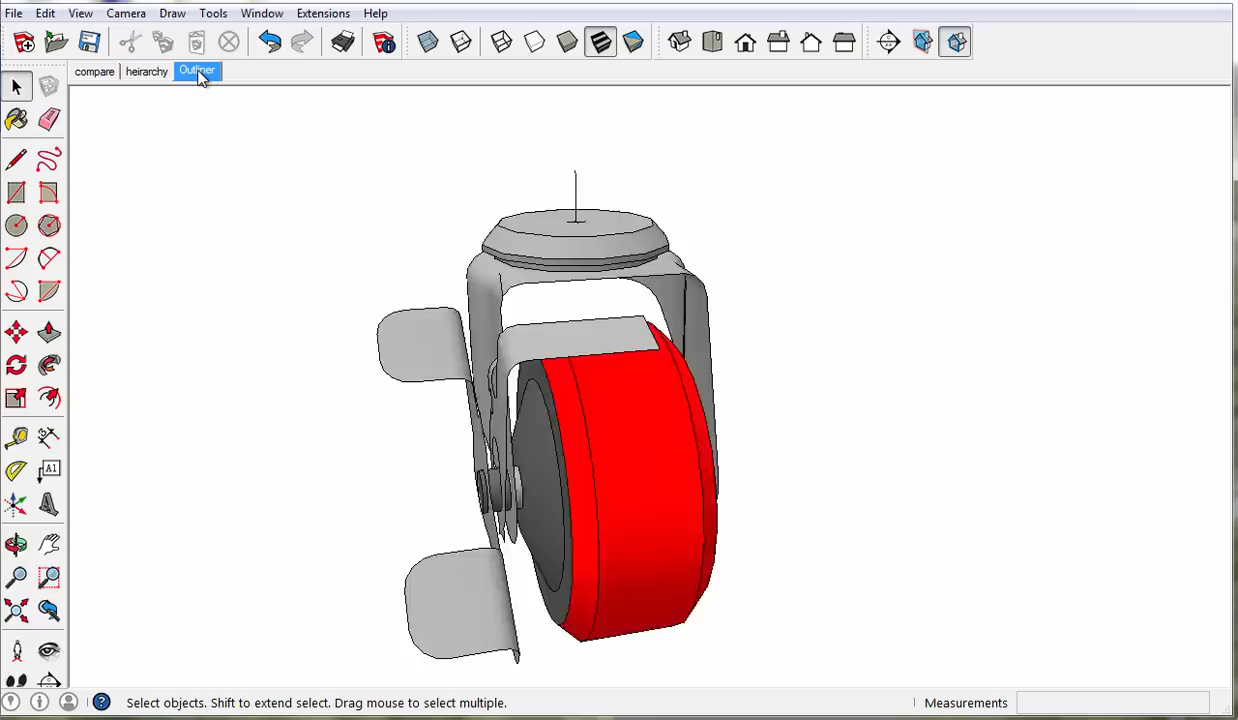 File Edit View Camera Draw Tools Window Extensions Help
compare heirarchy Outliner
A1
Select objects. Shift to extend select. Drag mouse to select multiple. Measurements